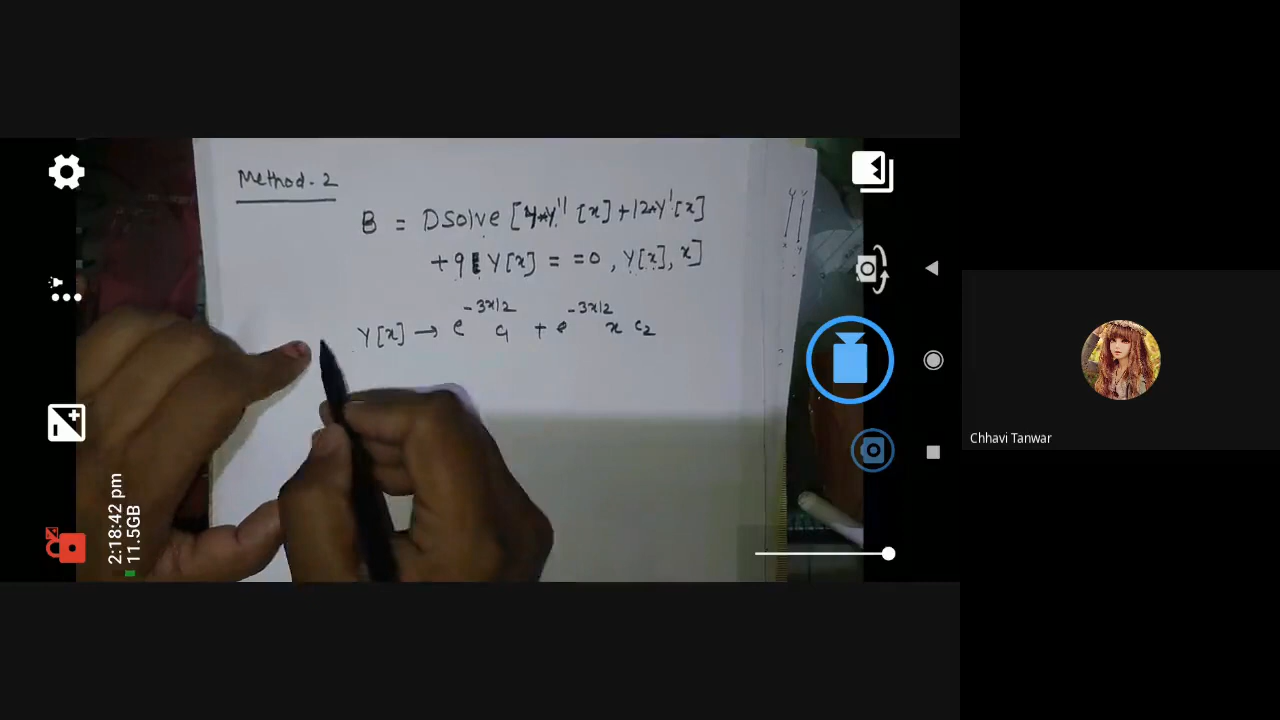 Method-2
B = DSolve [4*y'' [x] + 12*y' [x]
+ 9 y[x] = = 0 , y[x], x]
y[x] → e^-3x/2 c1 + e^-3x/2 x c2
2:18:42 pm
11.5GB
Chhavi Tanwar